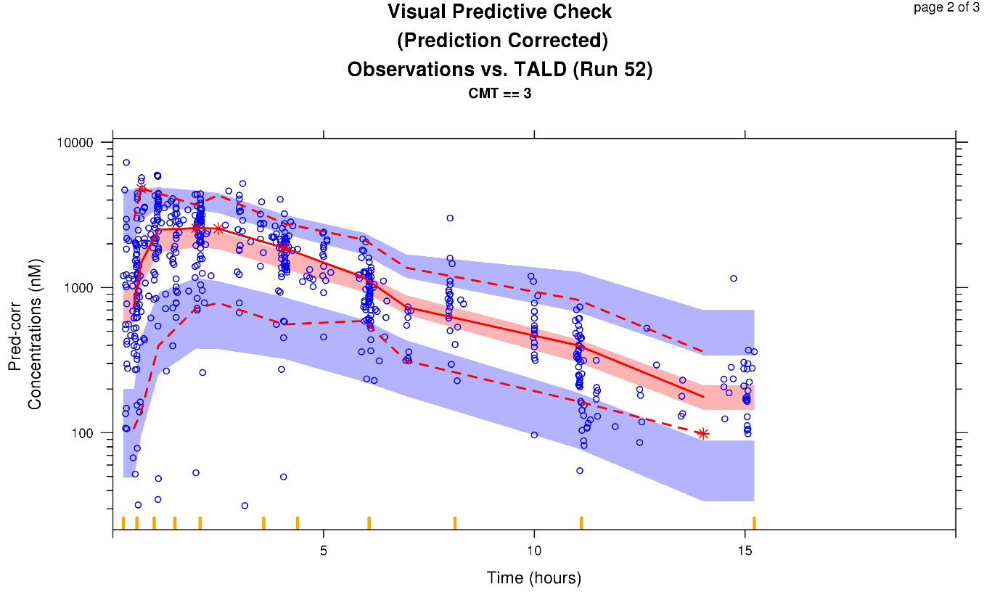 page 2 of 3
Visual Predictive Check
(Prediction Corrected)
Observations vs. TALD (Run 52)
CMT == 3
10000
1000
100
Pred-corr
Concentrations (nM)
5
10
15
Time (hours)